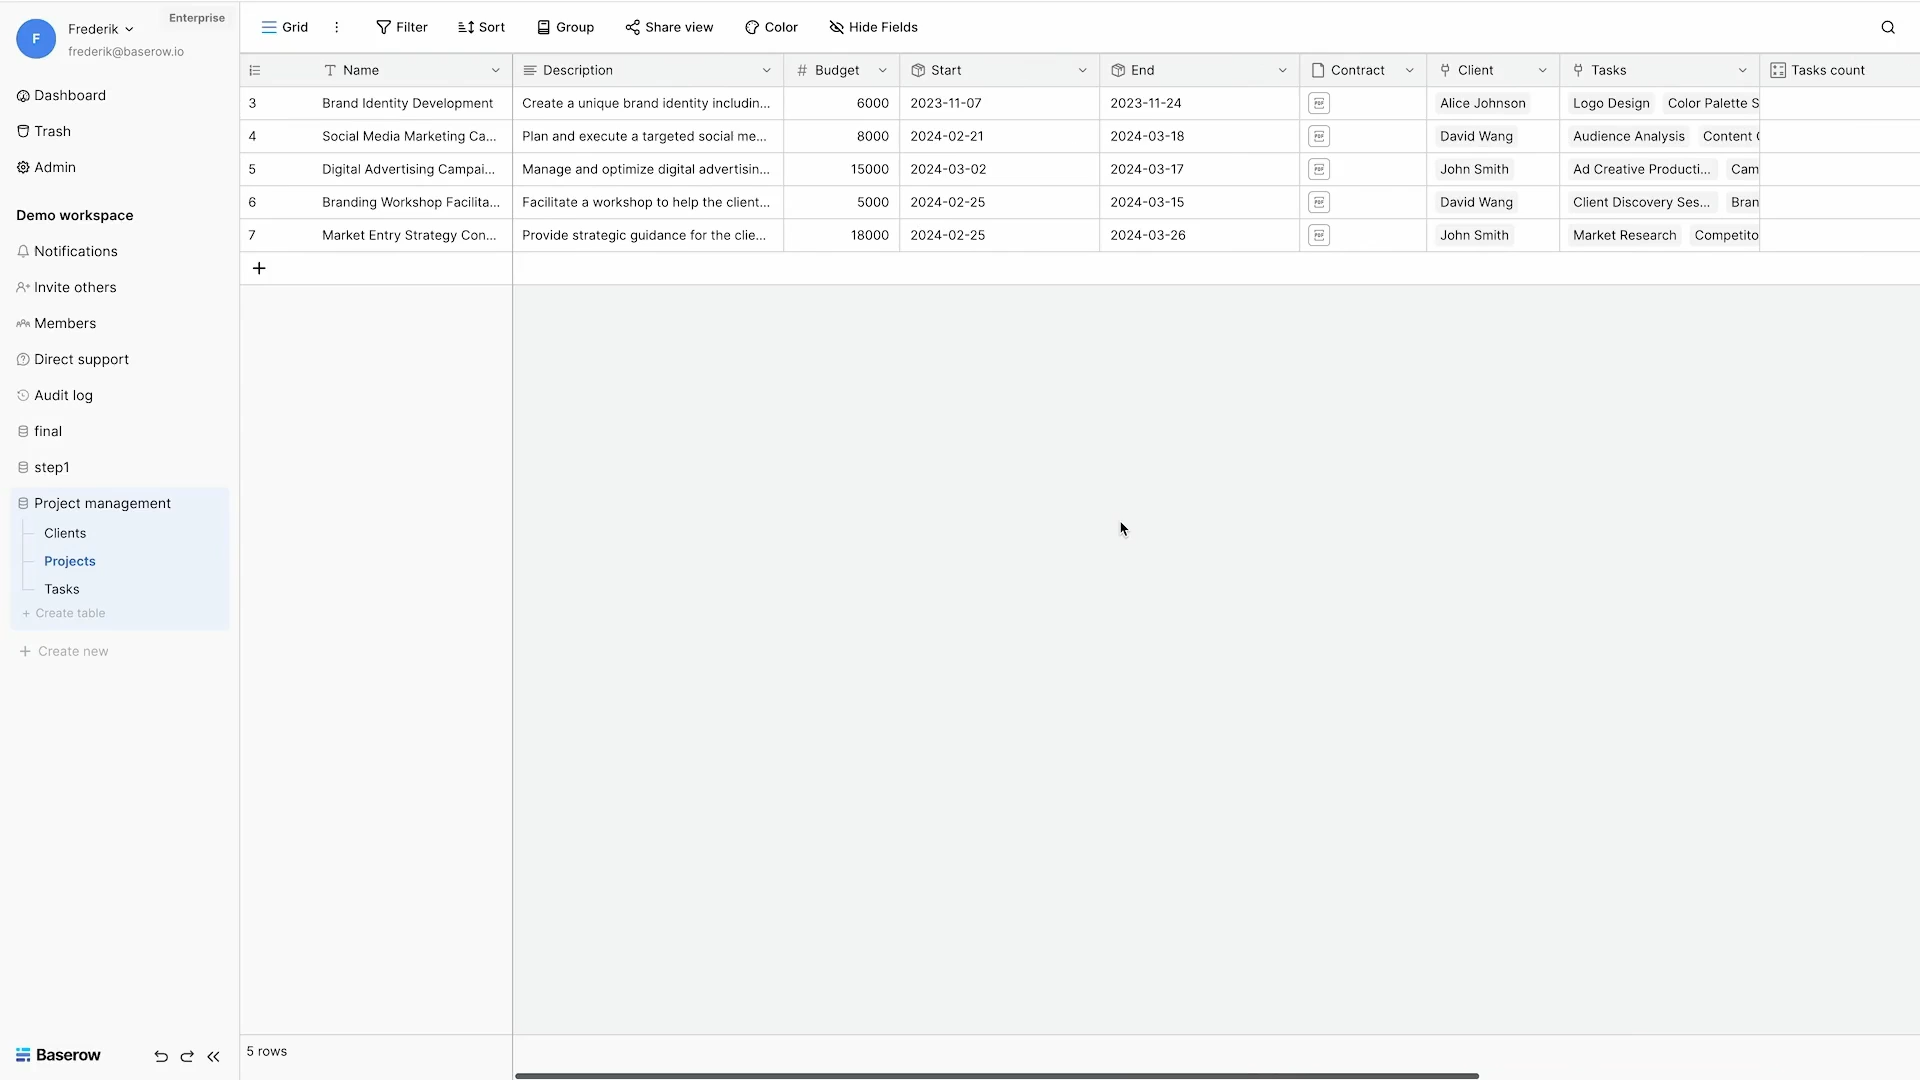 Enterprise
F
Frederik
frederik@baserow.io
Dashboard
Trash
Admin
Demo workspace
Notifications
Invite others
Members
Direct support
Audit log
final
step1
Project management
Clients
Projects
Tasks
+ Create table
+ Create new
Baserow
Grid Filter Sort Group Share view Color Hide Fields
Name Description # Budget Start End Contract Client Tasks Tasks count
3 Brand Identity Development Create a unique brand identity includin... 6000 2023-11-07 2023-11-24 PDF Alice Johnson Logo Design Color Palette S
4 Social Media Marketing Ca... Plan and execute a targeted social me... 8000 2024-02-21 2024-03-18 PDF David Wang Audience Analysis Content
5 Digital Advertising Campai... Manage and optimize digital advertisin... 15000 2024-03-02 2024-03-17 PDF John Smith Ad Creative Producti... Cam
6 Branding Workshop Facilita... Facilitate a workshop to help the client... 5000 2024-02-25 2024-03-15 PDF David Wang Client Discovery Ses... Bran
7 Market Entry Strategy Con... Provide strategic guidance for the clie... 18000 2024-02-25 2024-03-26 PDF John Smith Market Research Competito
+
5 rows